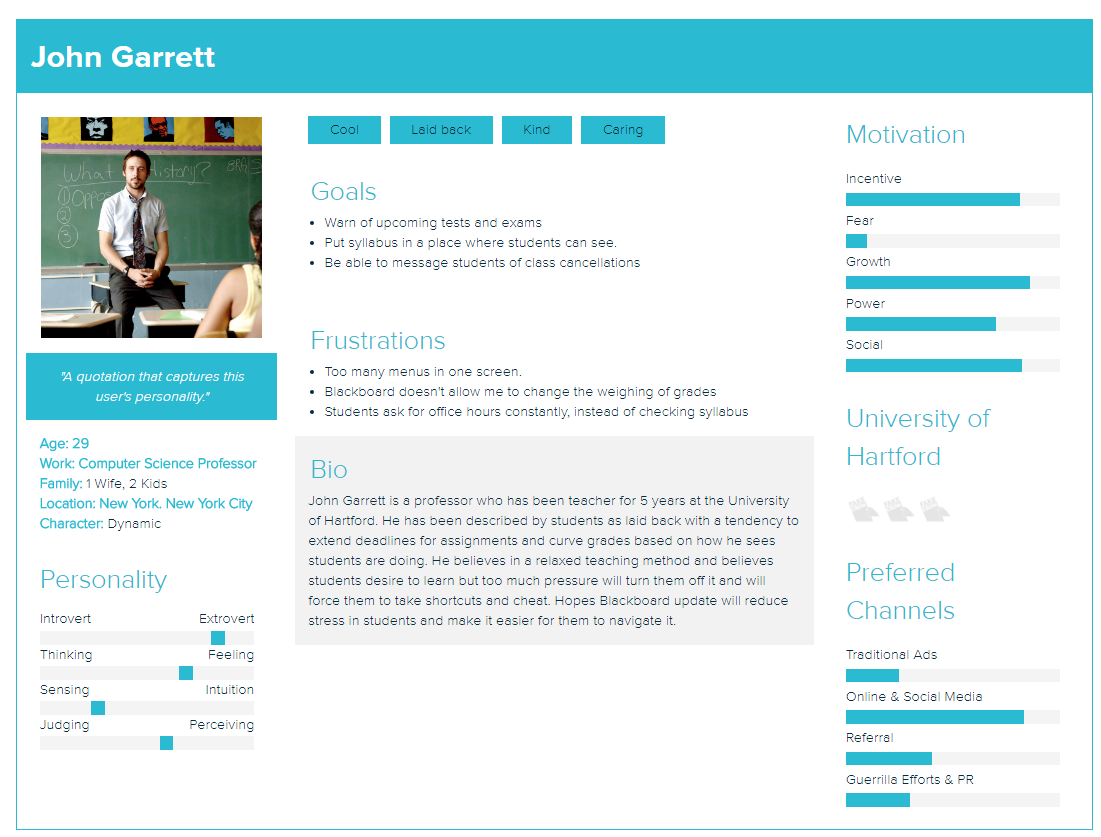 John Garrett
What History?
① Oppos
②
③
"A quotation that captures this
user's personality."
Age: 29
Work: Computer Science Professor
Family: 1 Wife, 2 Kids
Location: New York. New York City
Character: Dynamic
Personality
Introvert Extrovert
Thinking Feeling
Sensing Intuition
Judging Perceiving
Cool Laid back Kind Caring
Goals
• Warn of upcoming tests and exams
• Put syllabus in a place where students can see.
• Be able to message students of class cancellations
Frustrations
• Too many menus in one screen.
• Blackboard doesn't allow me to change the weighing of grades
• Students ask for office hours constantly, instead of checking syllabus
Bio
John Garrett is a professor who has been teacher for 5 years at the University
of Hartford. He has been described by students as laid back with a tendency to
extend deadlines for assignments and curve grades based on how he sees
students are doing. He believes in a relaxed teaching method and believes
students desire to learn but too much pressure will turn them off it and will
force them to take shortcuts and cheat. Hopes Blackboard update will reduce
stress in students and make it easier for them to navigate it.
Motivation
Incentive
Fear
Growth
Power
Social
University of
Hartford
Preferred
Channels
Traditional Ads
Online & Social Media
Referral
Guerrilla Efforts & PR